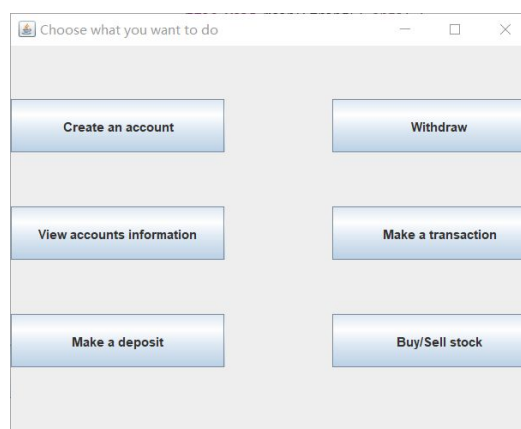 Choose what you want to do
Create an account
Withdraw
View accounts information
Make a transaction
Make a deposit
Buy/Sell stock